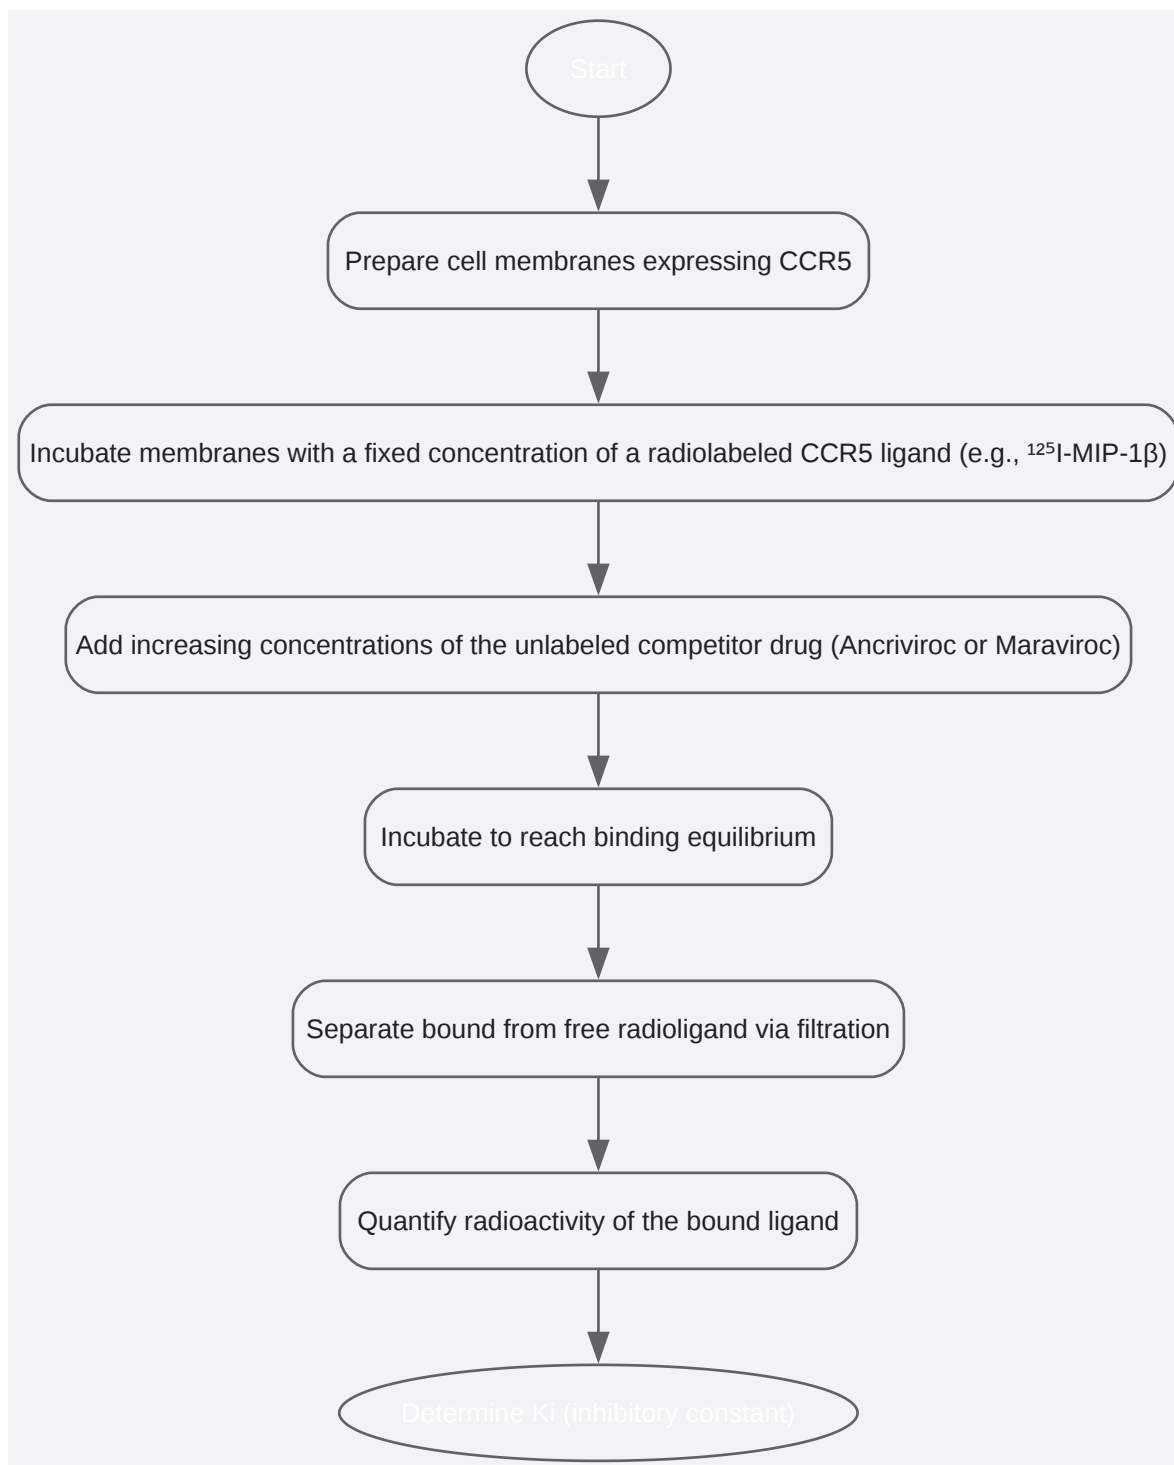 Start
Prepare cell membranes expressing CCR5
Incubate membranes with a fixed concentration of a radiolabeled CCR5 ligand (e.g., ¹²⁵I-MIP-1β)
Add increasing concentrations of the unlabeled competitor drug (Ancriviroc or Maraviroc)
Incubate to reach binding equilibrium
Separate bound from free radioligand via filtration
Quantify radioactivity of the bound ligand
Determine Ki (inhibitory constant)